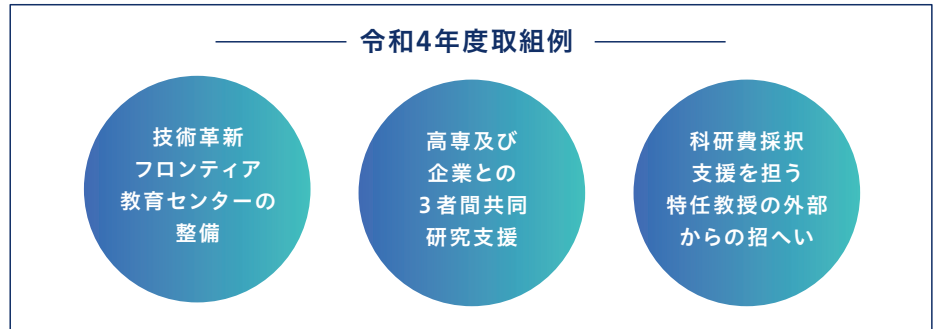 令和4年度取組例
技術革新
フロンティア
教育センターの
整備
高専及び
企業との
3者間共同
研究支援
科研費採択
支援を担う
特任教授の外部
からの招へい